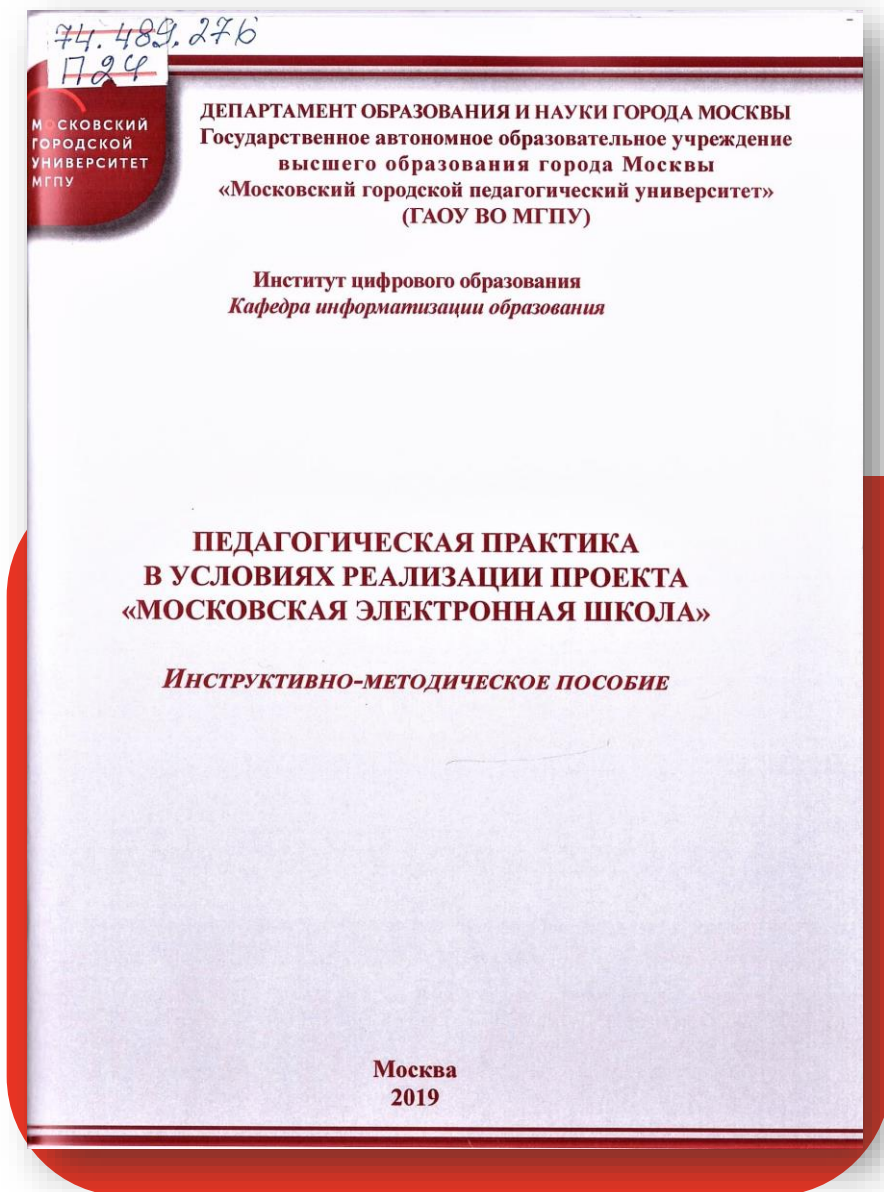 74.489.276
П24
МОСКОВСКИЙ
ГОРОДСКОЙ
УНИВЕРСИТЕТ
МГПУ
ДЕПАРТАМЕНТ ОБРАЗОВАНИЯ И НАУКИ ГОРОДА МОСКВЫ
Государственное автономное образовательное учреждение
высшего образования города Москвы
«Московский городской педагогический университет»
(ГАОУ ВО МГПУ)
Институт цифрового образования
Кафедра информатизации образования
ПЕДАГОГИЧЕСКАЯ ПРАКТИКА
В УСЛОВИЯХ РЕАЛИЗАЦИИ ПРОЕКТА
«МОСКОВСКАЯ ЭЛЕКТРОННАЯ ШКОЛА»
ИНСТРУКТИВНО-МЕТОДИЧЕСКОЕ ПОСОБИЕ
Москва
2019